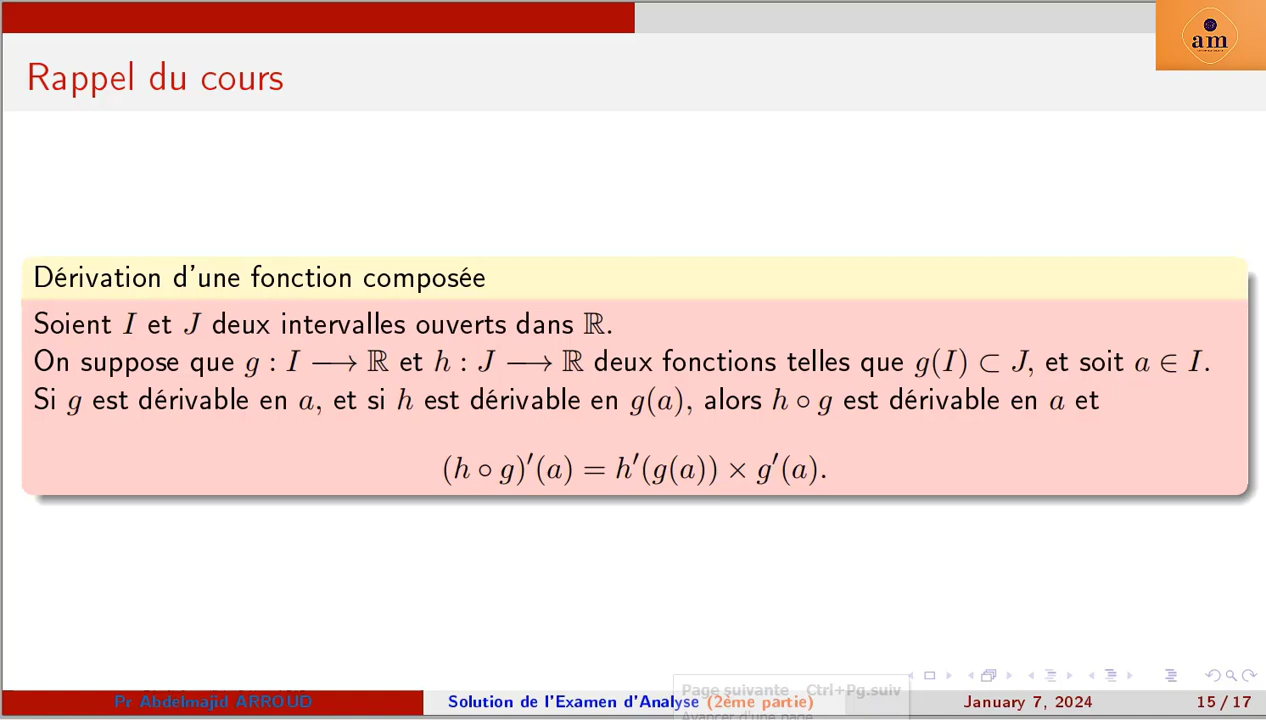 am
Rappel du cours
Dérivation d'une fonction composée
Soient I et J deux intervalles ouverts dans ℝ.
On suppose que g : I ⟶ ℝ et h : J ⟶ ℝ deux fonctions telles que g(I) ⊂ J, et soit a ∈ I.
Si g est dérivable en a, et si h est dérivable en g(a), alors h ∘ g est dérivable en a et
(h ∘ g)′(a) = h′(g(a)) × g′(a).
Page suivante Ctrl+Pg.suiv
Pr Abdelmajid ARROUD Solution de l'Examen d'Analyse (2ème partie) January 7, 2024 15 / 17
Avancer d'une page